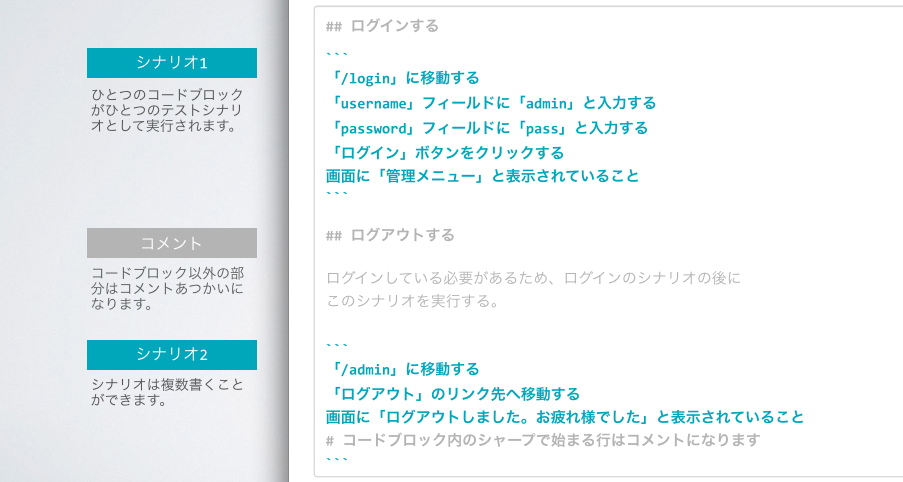 シナリオ1
ひとつのコードブロック
がひとつのテストシナリ
オとして実行されます。
コメント
コードブロック以外の部
分はコメントあつかいに
なります。
シナリオ2
シナリオは複数書くこと
ができます。
## ログインする
```
「/login」に移動する
「username」フィールドに「admin」と入力する
「password」フィールドに「pass」と入力する
「ログイン」ボタンをクリックする
画面に「管理メニュー」と表示されていること
```
## ログアウトする
ログインしている必要があるため、ログインのシナリオの後に
このシナリオを実行する。
```
「/admin」に移動する
「ログアウト」のリンク先へ移動する
画面に「ログアウトしました。お疲れ様でした」と表示されていること
# コードブロック内のシャープで始まる行はコメントになります
```